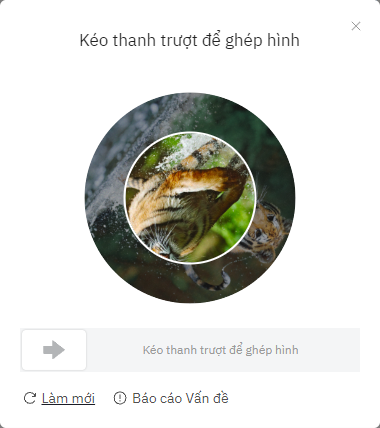 Kéo thanh trượt để ghép hình
Kéo thanh trượt để ghép hình
Làm mới
Báo cáo Vấn đề